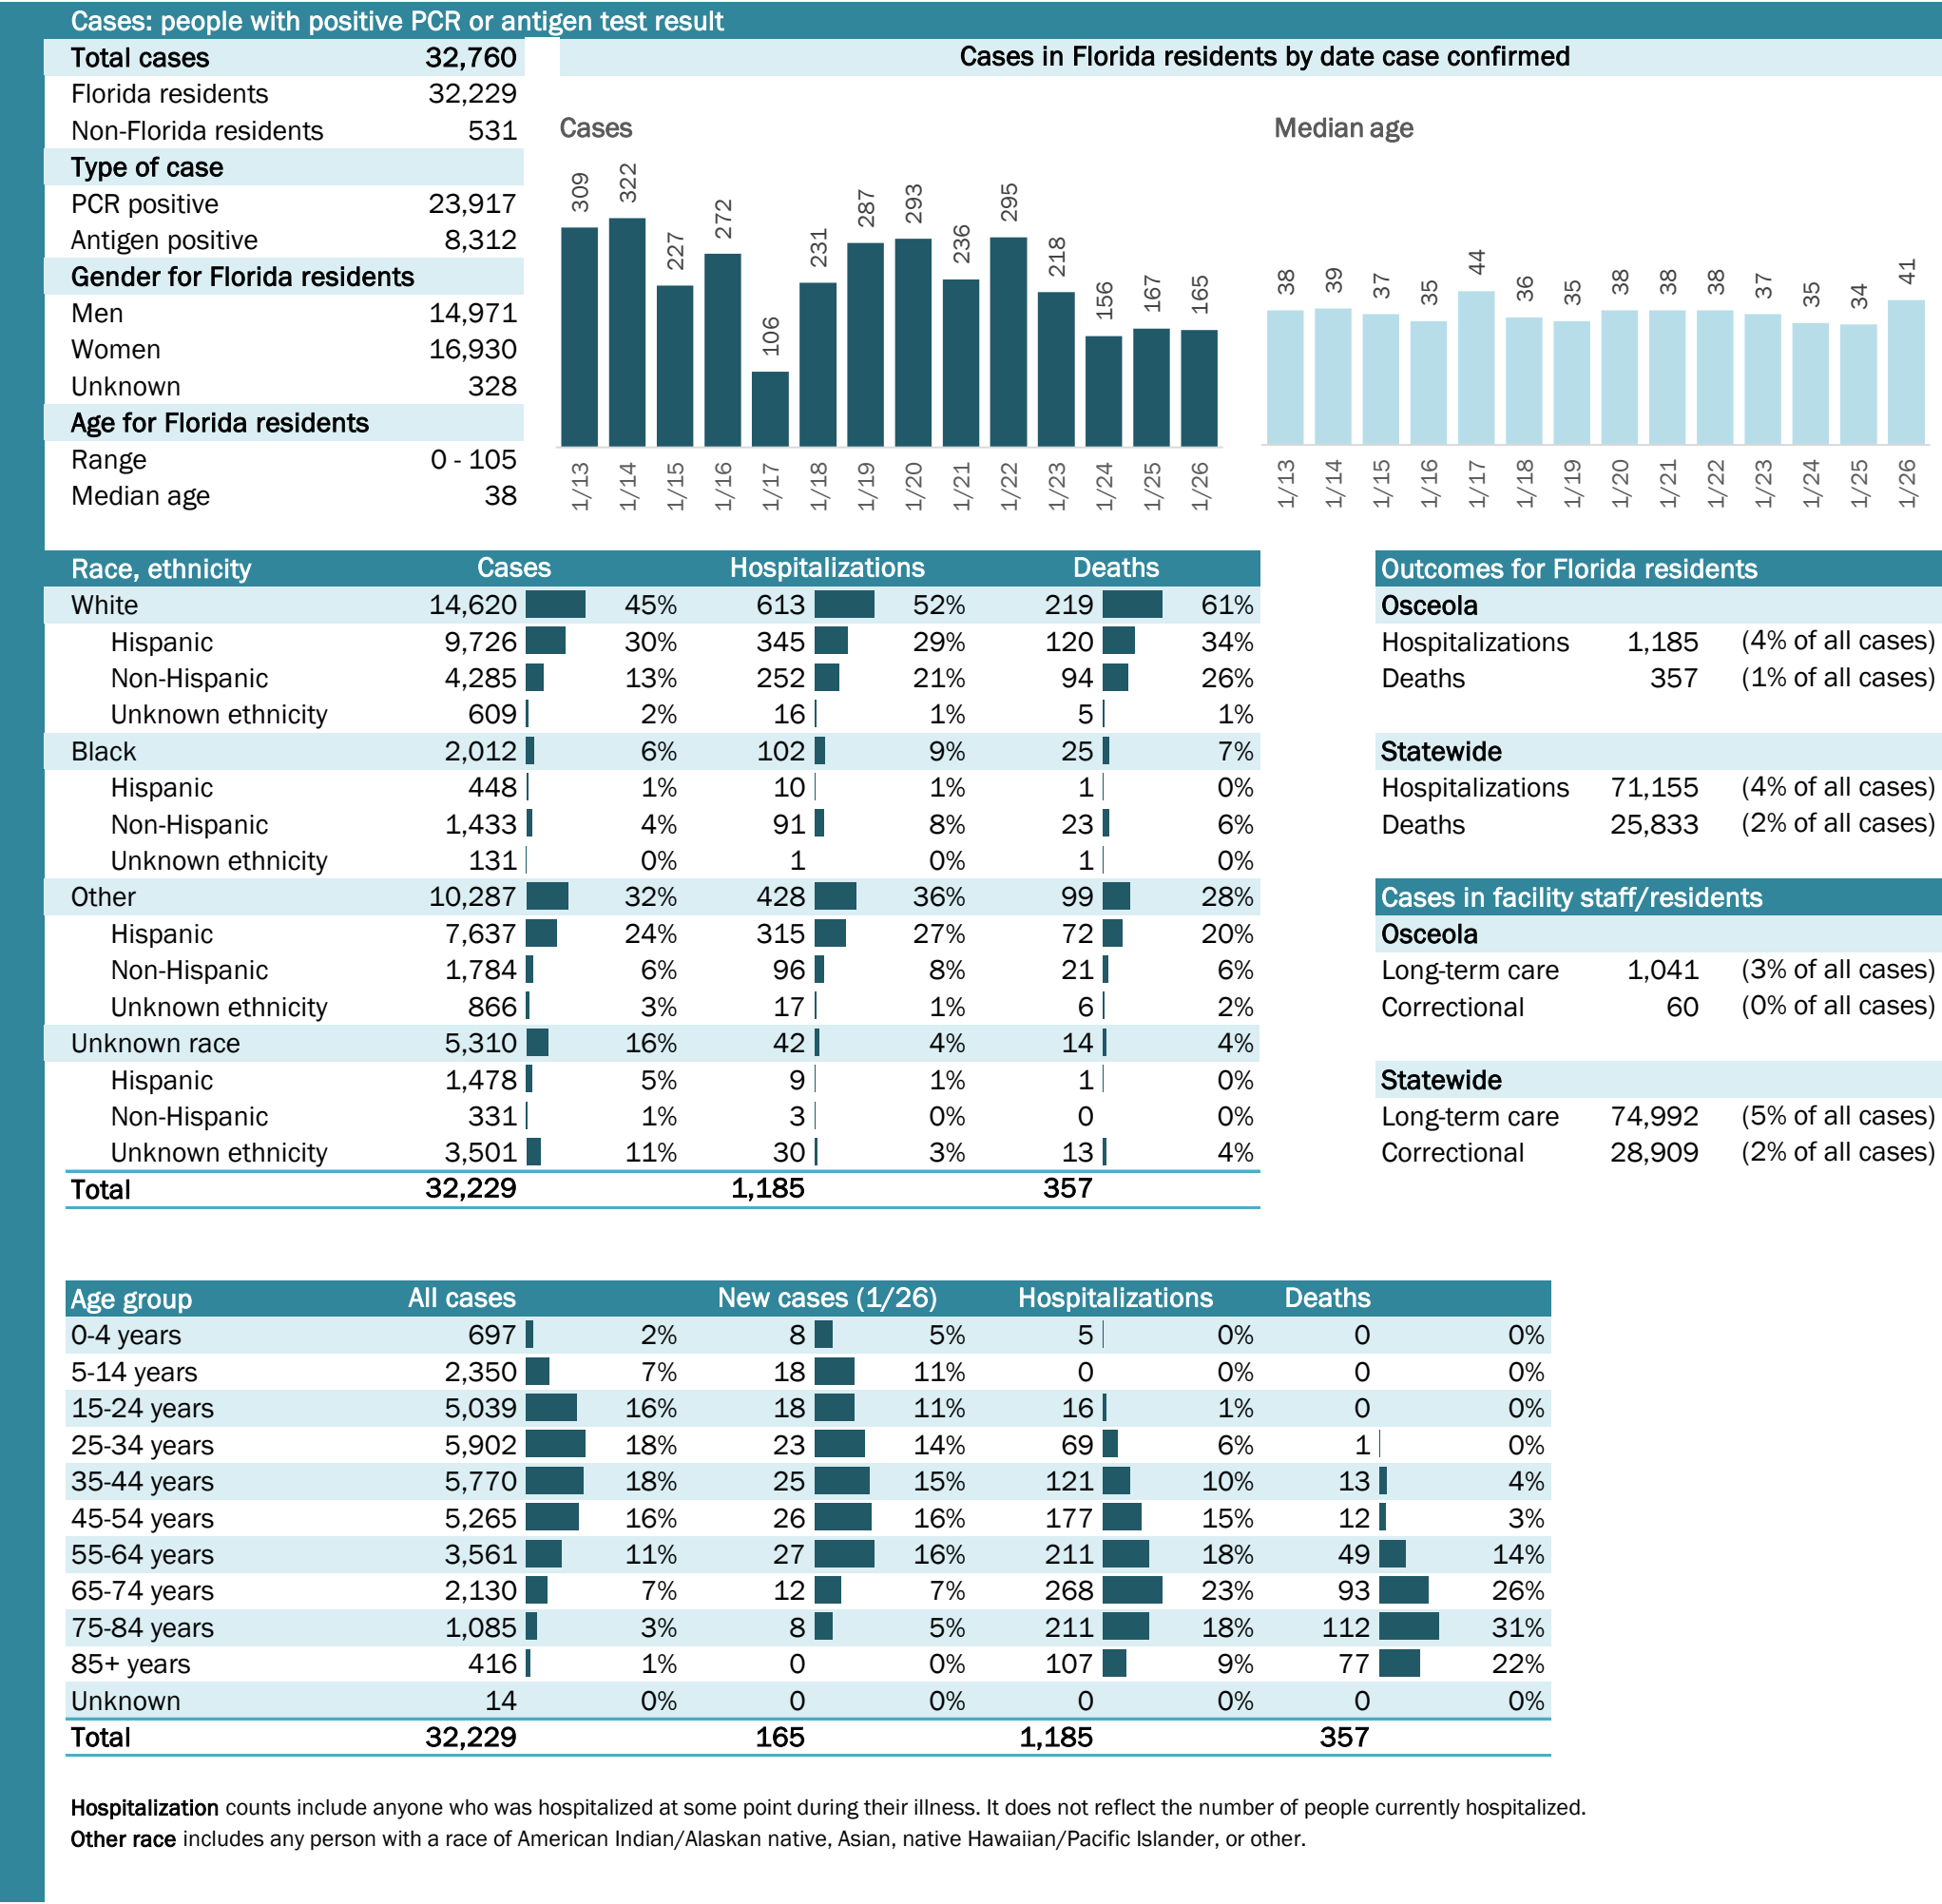 Cases: people with positive PCR or antigen test result
Total cases 32,760
Florida residents 32,229
Non-Florida residents 531
Type of case
PCR positive 23,917
Antigen positive 8,312
Gender for Florida residents
Men 14,971
Women 16,930
Unknown 328
Age for Florida residents
Range 0 - 105
Median age 38
Cases in Florida residents by date case confirmed
Cases
309 322 227 272 106 231 287 293 236 295 218 156 167 165
1/13 1/14 1/15 1/16 1/17 1/18 1/19 1/20 1/21 1/22 1/23 1/24 1/25 1/26
Median age
38 39 37 35 44 36 35 38 38 38 37 35 34 41
1/13 1/14 1/15 1/16 1/17 1/18 1/19 1/20 1/21 1/22 1/23 1/24 1/25 1/26
Race, ethnicity Cases Hospitalizations Deaths
White 14,620 45% 613 52% 219 61%
Hispanic 9,726 30% 345 29% 120 34%
Non-Hispanic 4,285 13% 252 21% 94 26%
Unknown ethnicity 609 2% 16 1% 5 1%
Black 2,012 6% 102 9% 25 7%
Hispanic 448 1% 10 1% 1 0%
Non-Hispanic 1,433 4% 91 8% 23 6%
Unknown ethnicity 131 0% 1 0% 1 0%
Other 10,287 32% 428 36% 99 28%
Hispanic 7,637 24% 315 27% 72 20%
Non-Hispanic 1,784 6% 96 8% 21 6%
Unknown ethnicity 866 3% 17 1% 6 2%
Unknown race 5,310 16% 42 4% 14 4%
Hispanic 1,478 5% 9 1% 1 0%
Non-Hispanic 331 1% 3 0% 0 0%
Unknown ethnicity 3,501 11% 30 3% 13 4%
Total 32,229 1,185 357
Outcomes for Florida residents
Osceola
Hospitalizations 1,185 (4% of all cases)
Deaths 357 (1% of all cases)
Statewide
Hospitalizations 71,155 (4% of all cases)
Deaths 25,833 (2% of all cases)
Cases in facility staff/residents
Osceola
Long-term care 1,041 (3% of all cases)
Correctional 60 (0% of all cases)
Statewide
Long-term care 74,992 (5% of all cases)
Correctional 28,909 (2% of all cases)
Age group All cases New cases (1/26) Hospitalizations Deaths
0-4 years 697 2% 8 5% 5 0% 0 0%
5-14 years 2,350 7% 18 11% 0 0% 0 0%
15-24 years 5,039 16% 18 11% 16 1% 0 0%
25-34 years 5,902 18% 23 14% 69 6% 1 0%
35-44 years 5,770 18% 25 15% 121 10% 13 4%
45-54 years 5,265 16% 26 16% 177 15% 12 3%
55-64 years 3,561 11% 27 16% 211 18% 49 14%
65-74 years 2,130 7% 12 7% 268 23% 93 26%
75-84 years 1,085 3% 8 5% 211 18% 112 31%
85+ years 416 1% 0 0% 107 9% 77 22%
Unknown 14 0% 0 0% 0 0% 0 0%
Total 32,229 165 1,185 357
Hospitalization counts include anyone who was hospitalized at some point during their illness. It does not reflect the number of people currently hospitalized.
Other race includes any person with a race of American Indian/Alaskan native, Asian, native Hawaiian/Pacific Islander, or other.